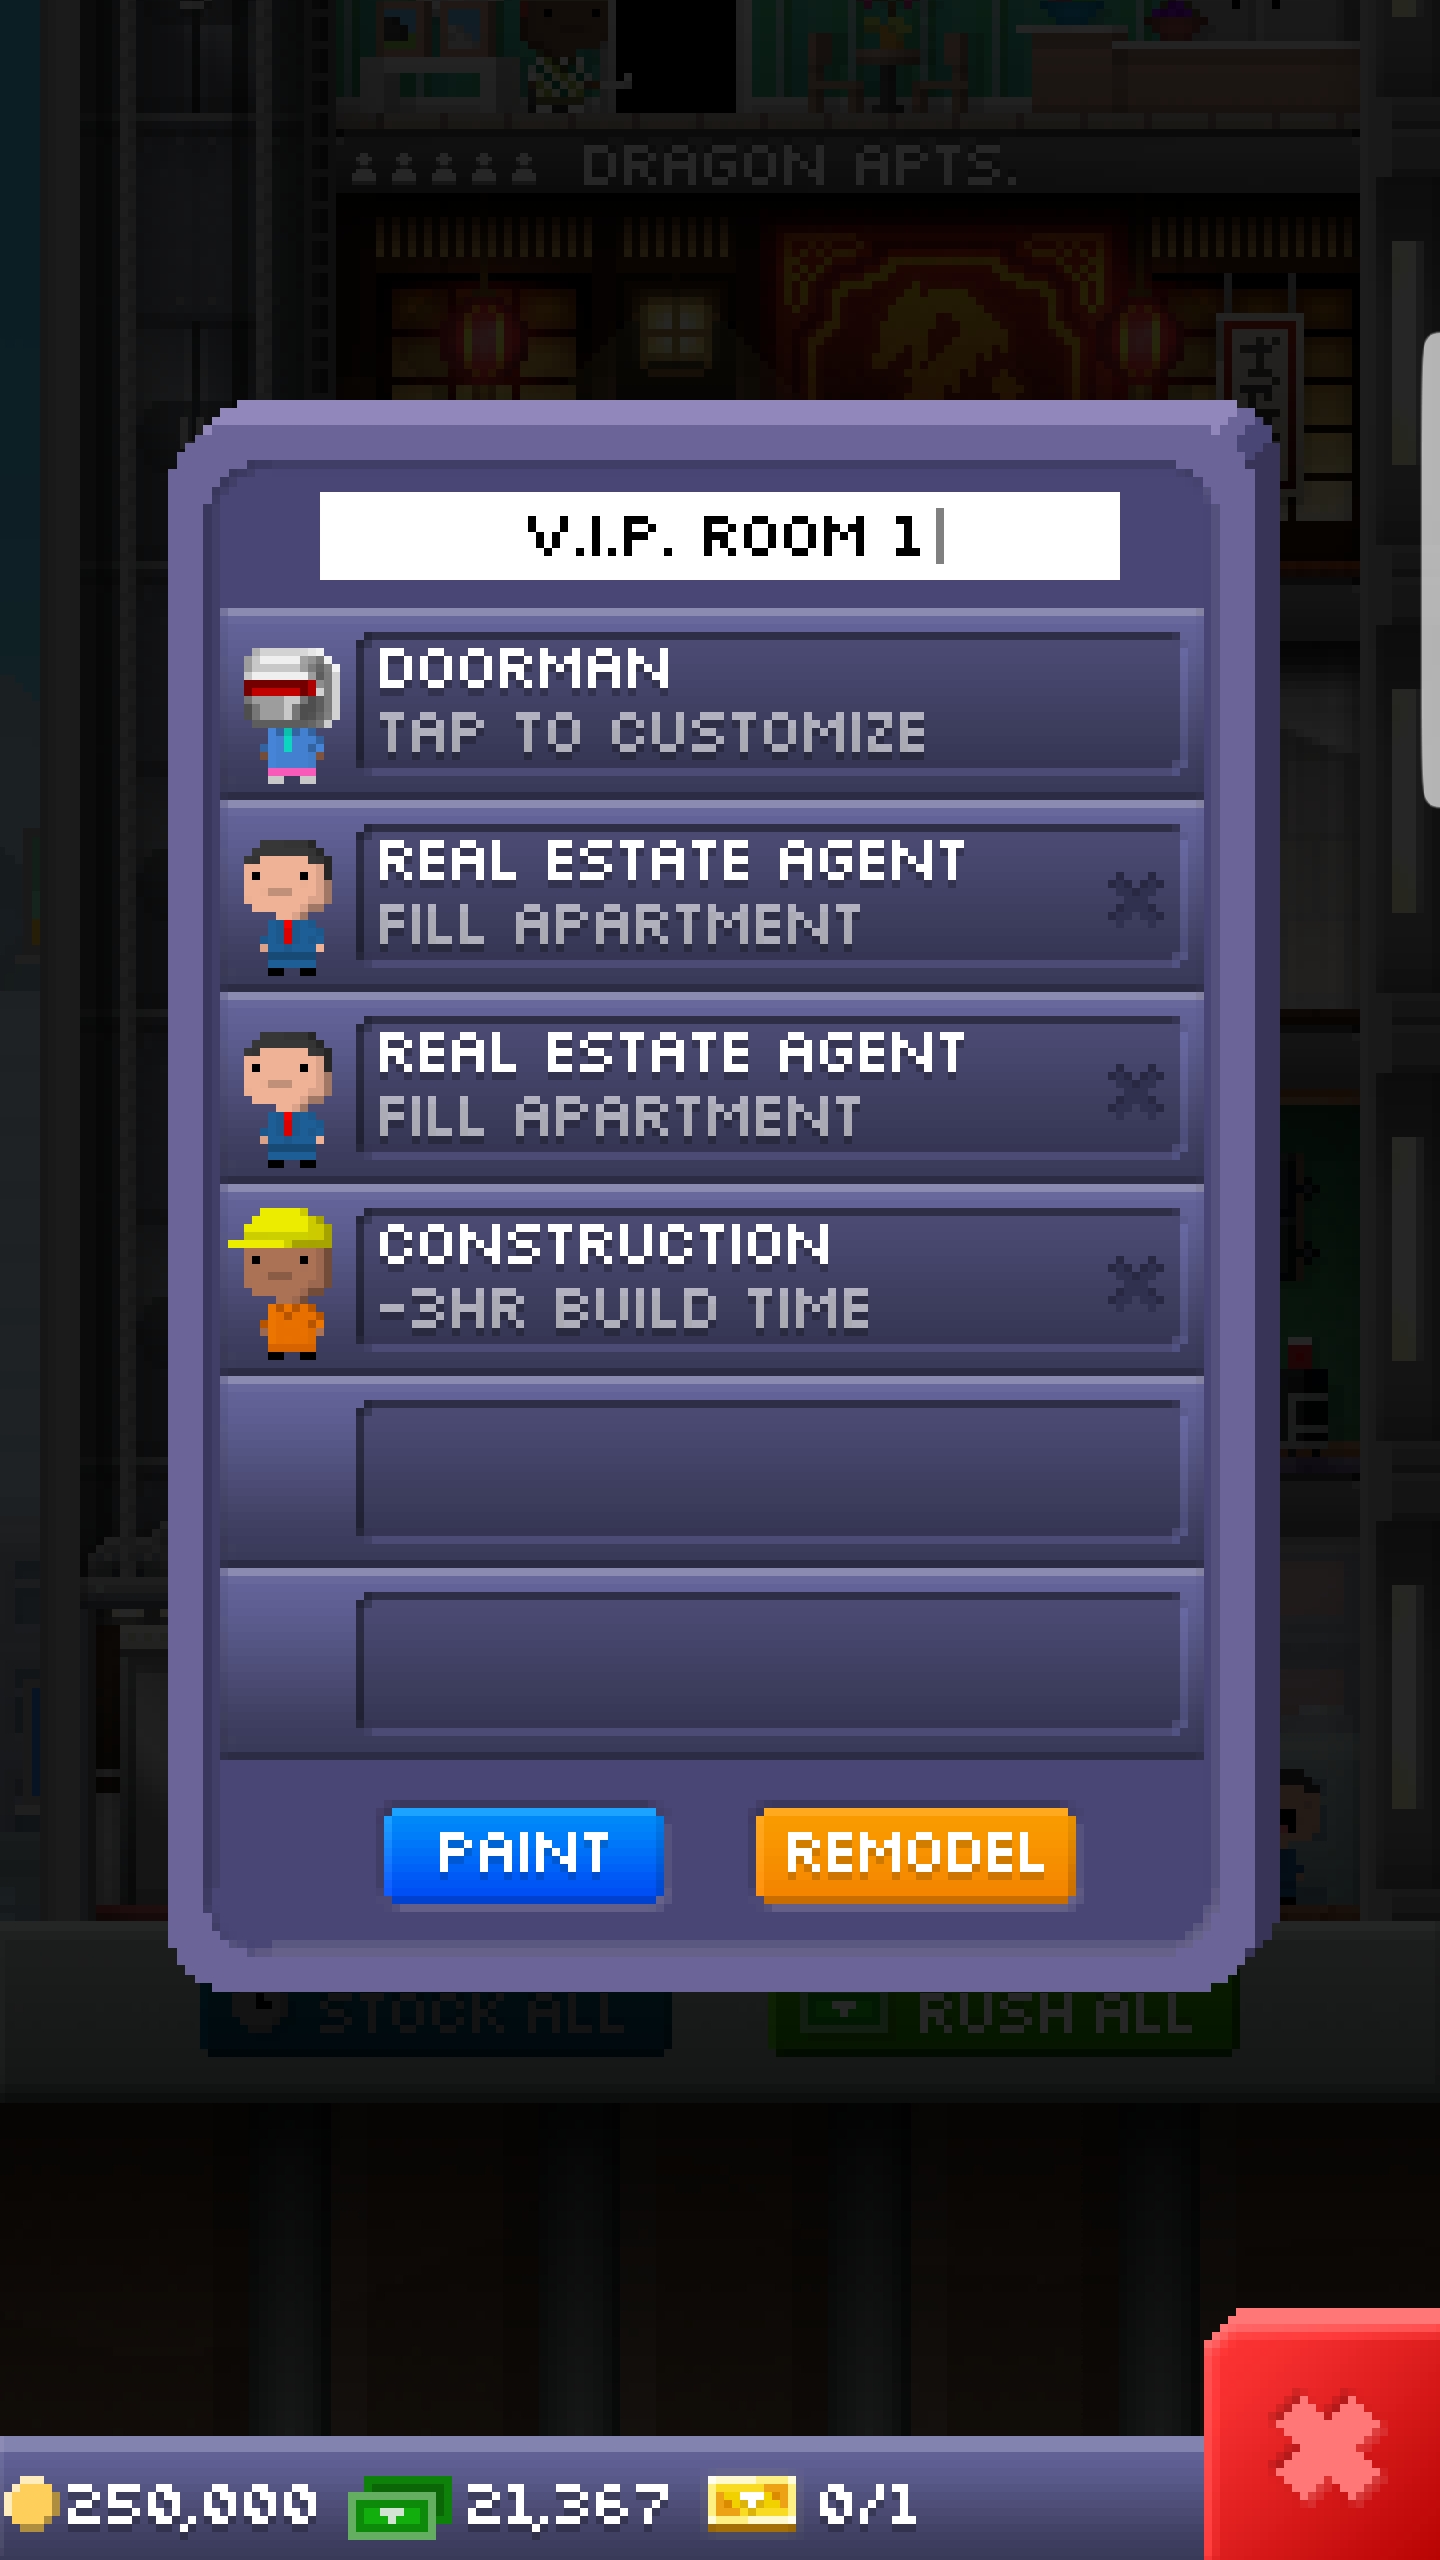 DRAGON APTS.
V.I.P. ROOM 1
DOORMAN
TAP TO CUSTOMIZE
REAL ESTATE AGENT
FILL APARTMENT
REAL ESTATE AGENT
FILL APARTMENT
CONSTRUCTION
-3HR BUILD TIME
PAINT
REMODEL
STOCK ALL
RUSH ALL
250,000
21,367
0/1